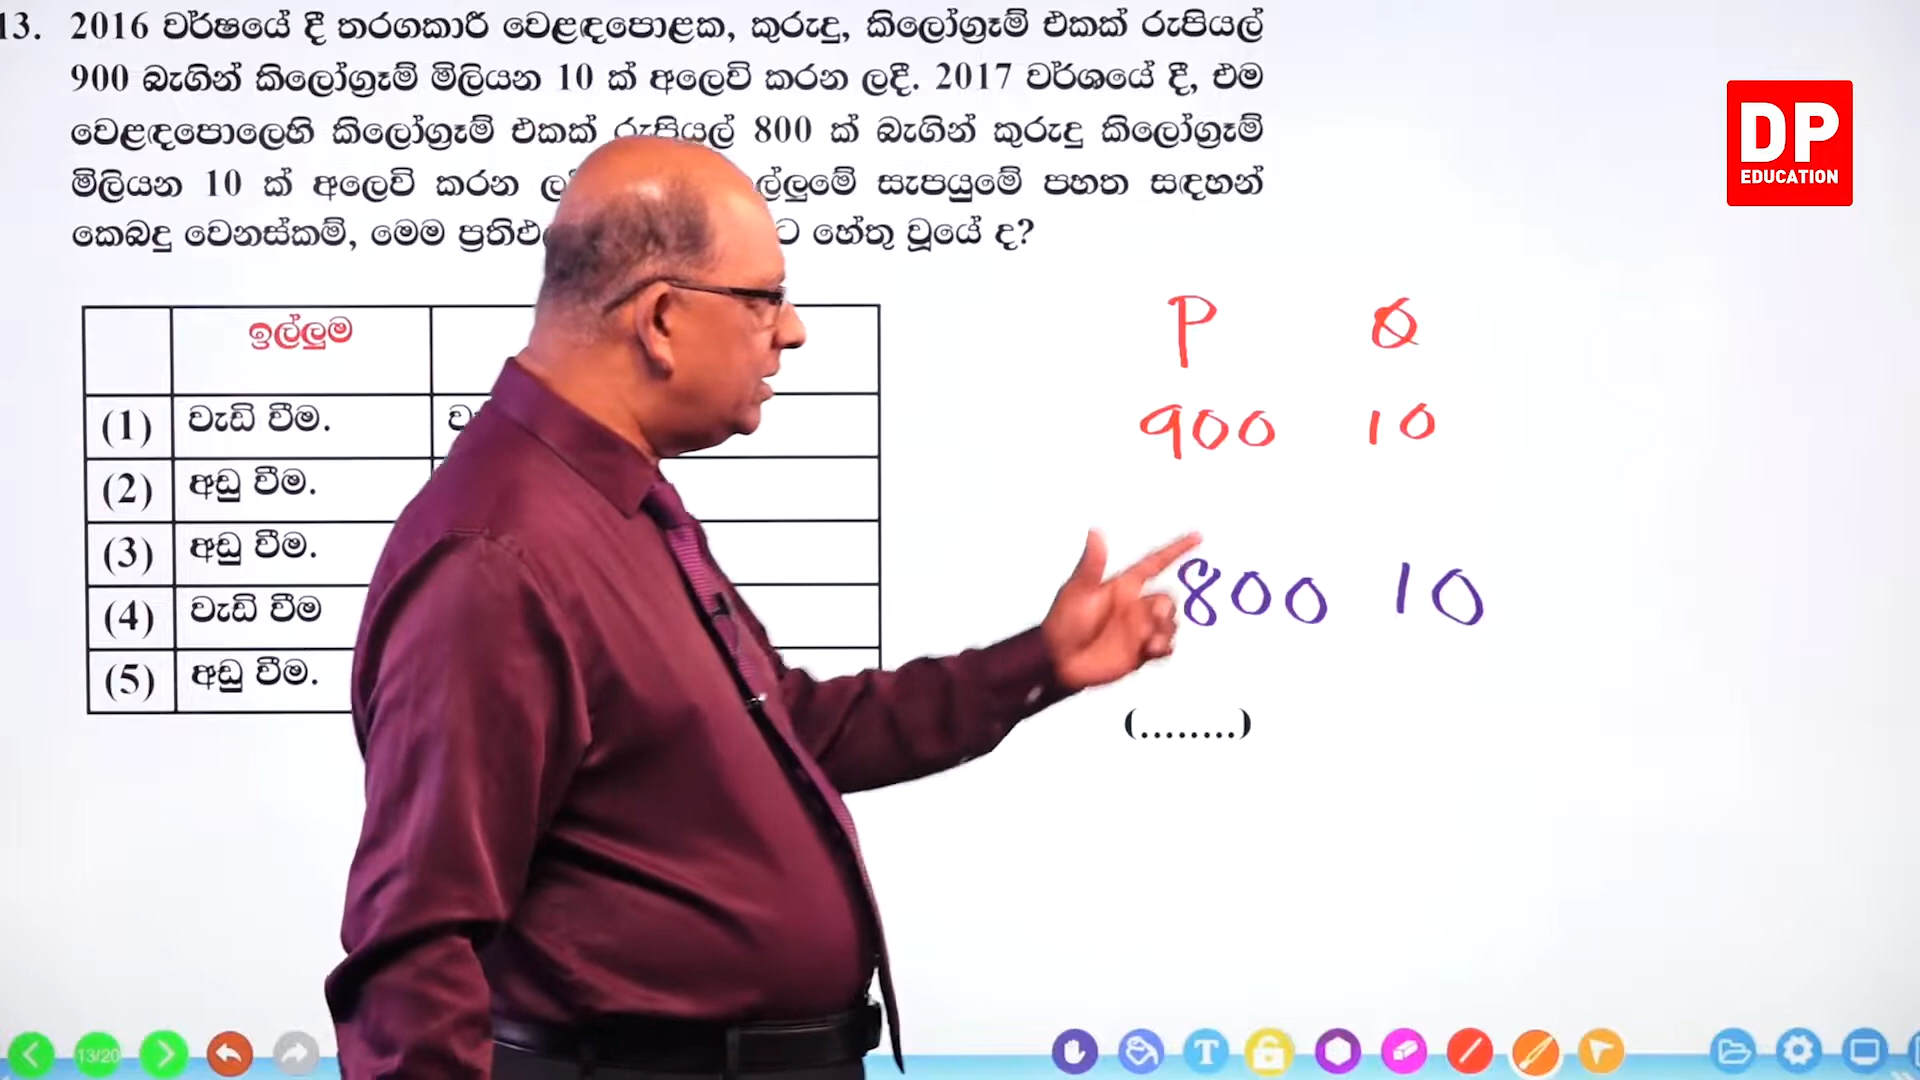 13. 2016 වර්ෂයේ දී තරගකාරී වෙළඳපොළක, කුරුඳු, කිලෝග්‍රෑම් එකක් රුපියල්
900 බැගින් කිලෝග්‍රෑම් මිලියන 10 ක් අලෙවි කරන ලදී. 2017 වර්ශයේ දී, එම
වෙළඳපොලෙහි කිලෝග්‍රෑම් එකක් රුපියල් 800 ක් බැගින් කුරුඳු කිලෝග්‍රෑම්
මිලියන 10 ක් අලෙවි කරන සැපයුමේ පහත සඳහන්
කෙබඳු වෙනස්කම්, මෙම හේතු වූයේ ද?
DP
EDUCATION
ඉල්ලුම
(1) වැඩි වීම.
(2) අඩු වීම.
(3) අඩු වීම.
(4) වැඩි වීම
(5) අඩු වීම.
P Q
900 10
800 10
(........)
13/20
T